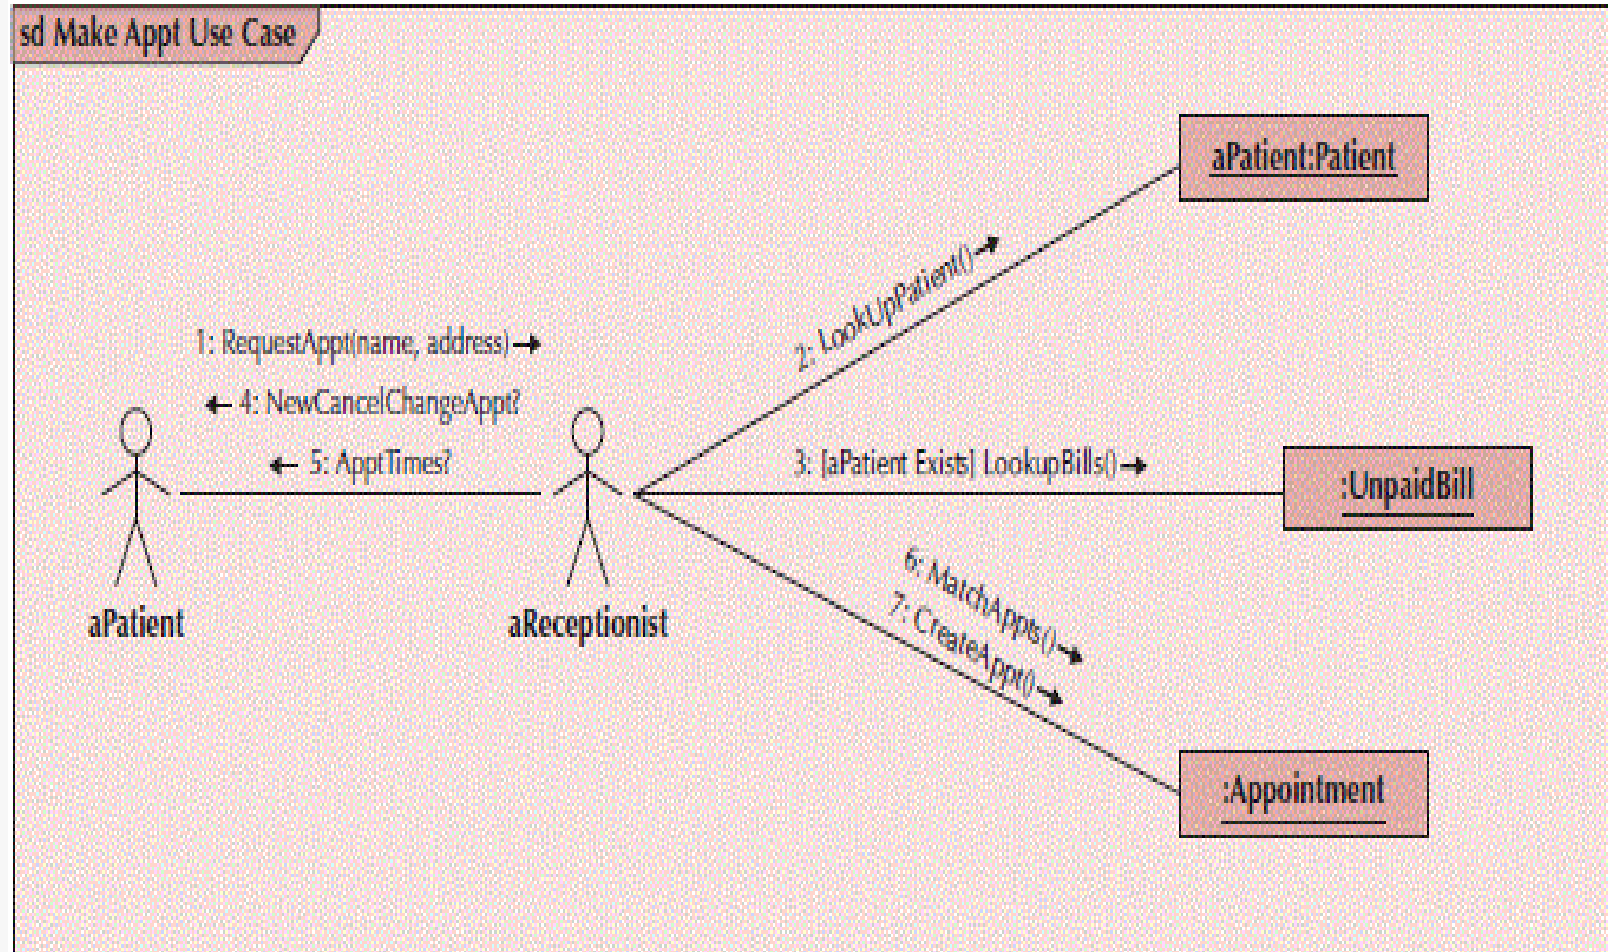 sd Make Appt Use Case
aPatient:Patient
2: LookUpPatient()
1: RequestAppt(name, address)
4: NewCancelChangeAppt?
5: ApptTimes?
3: [aPatient Exists] LookupBills()
:UnpaidBill
6: MatchAppts()
7: CreateAppt()
aPatient
aReceptionist
:Appointment